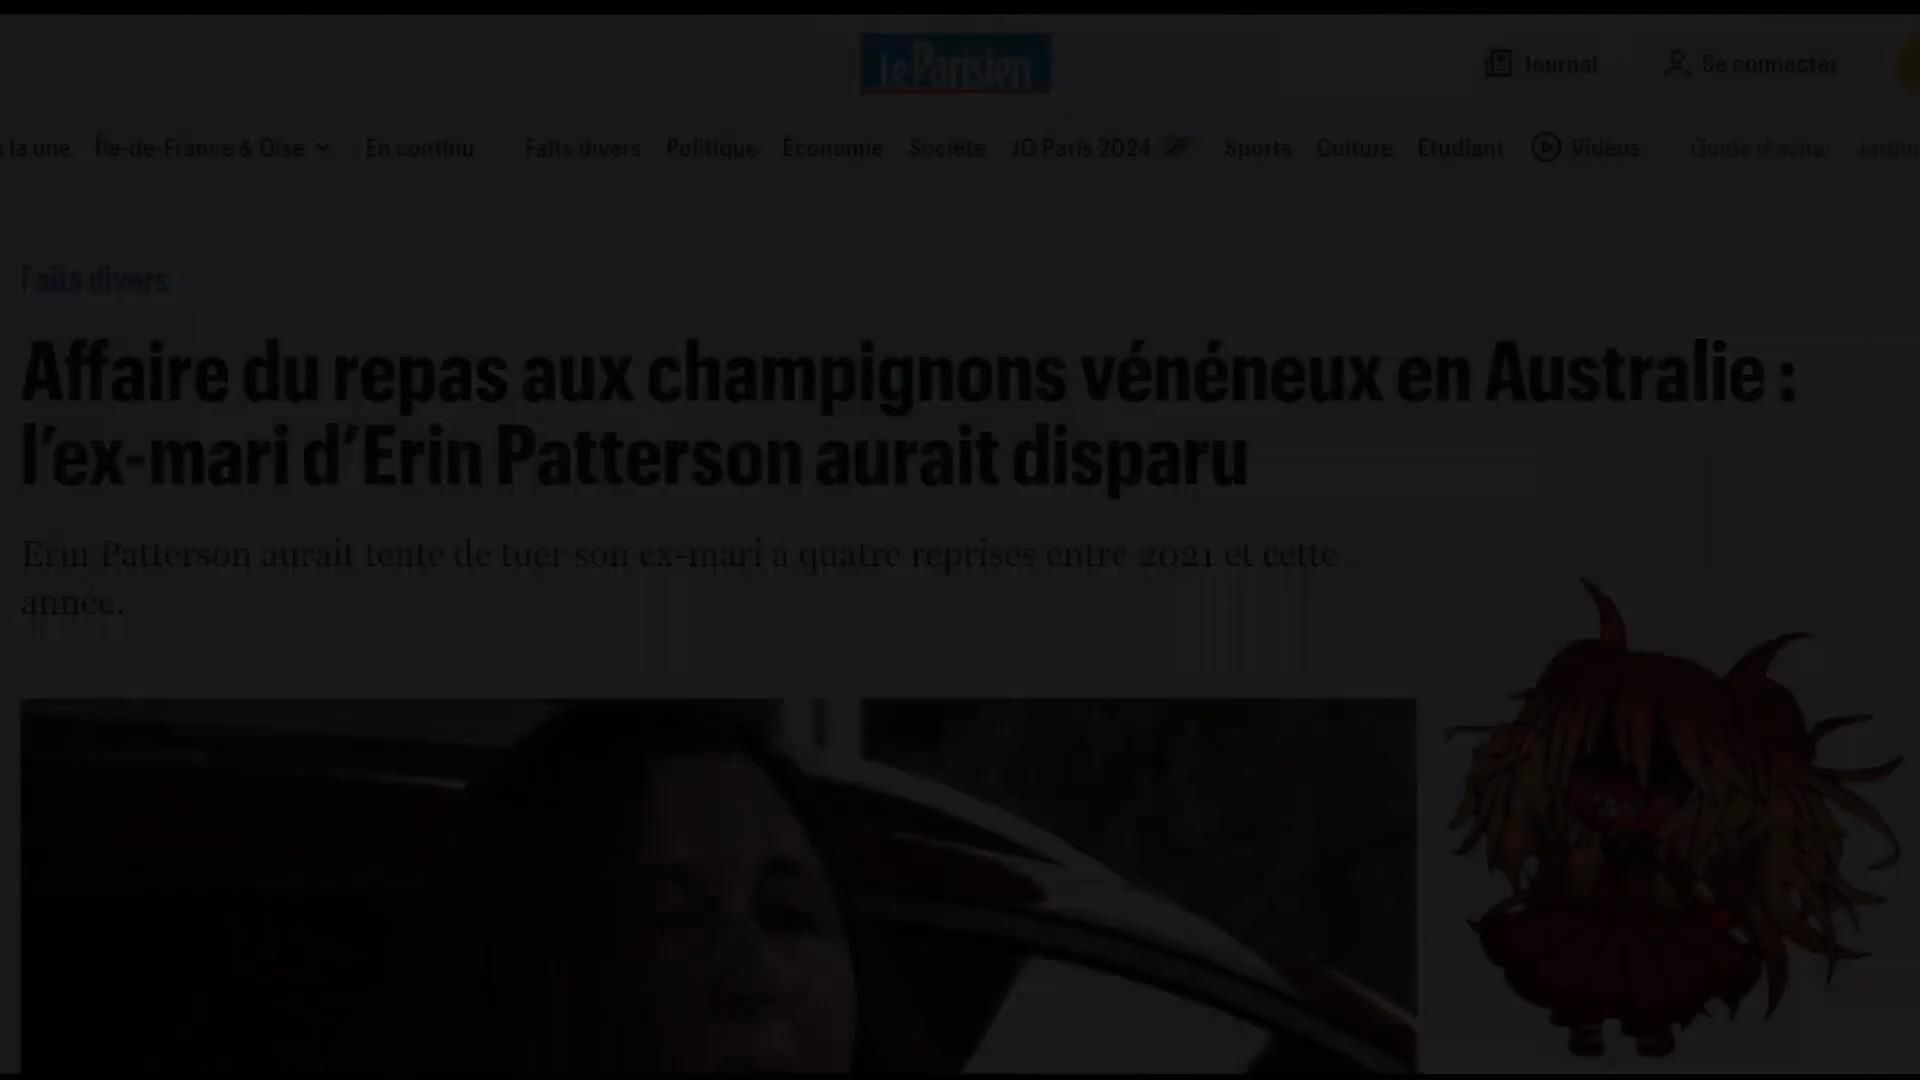 Le Parisien
Journal
Se connecter
la une
Île-de-France & Oise
En continu
Faits divers
Politique
Économie
Société
JO Paris 2024
Sports
Culture
Étudiant
Vidéos
Guide d'achat
Jardin
Faits divers
Affaire du repas aux champignons vénéneux en Australie :
l'ex-mari d'Erin Patterson aurait disparu
Erin Patterson aurait tenté de tuer son ex-mari à quatre reprises entre 2021 et cette
année.